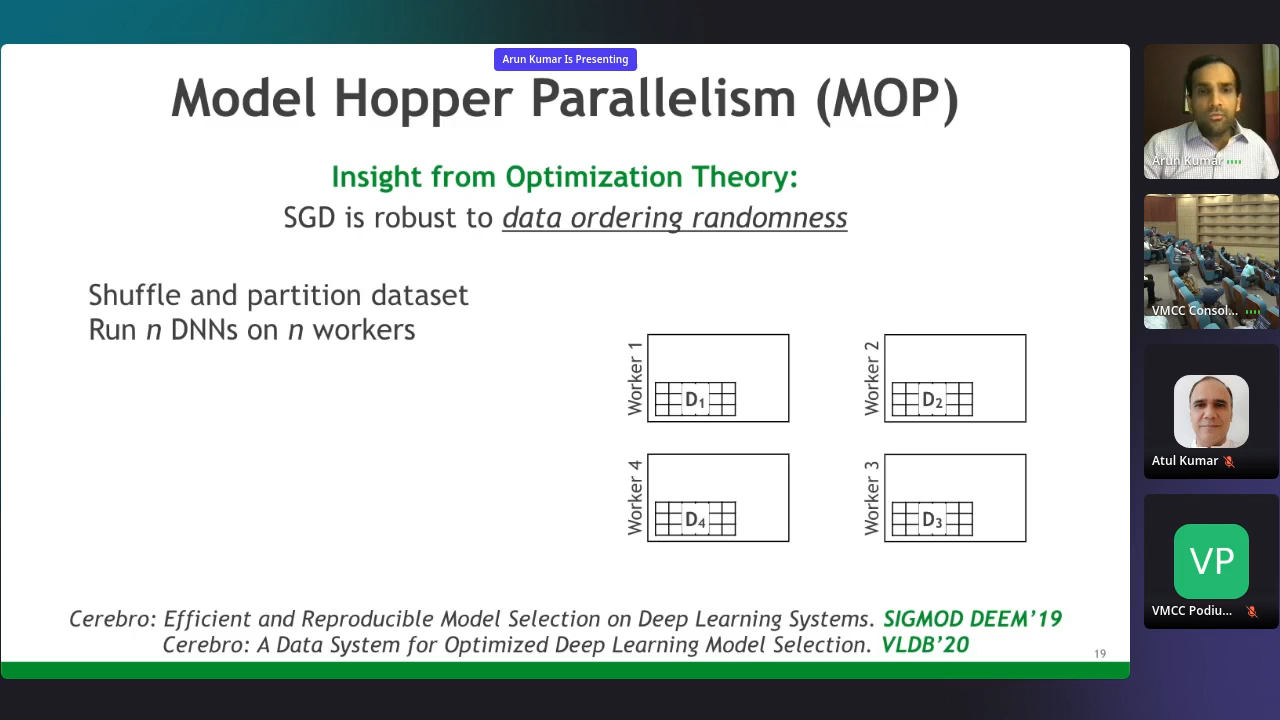 Arun Kumar Is Presenting
Model Hopper Parallelism (MOP)
Insight from Optimization Theory:
SGD is robust to data ordering randomness
Shuffle and partition dataset
Run n DNNs on n workers
Worker 1
D1
Worker 2
D2
Worker 4
D4
Worker 3
D3
Cerebro: Efficient and Reproducible Model Selection on Deep Learning Systems. SIGMOD DEEM'19
Cerebro: A Data System for Optimized Deep Learning Model Selection. VLDB'20
19
Arun Kumar
VMCC Consol...
Atul Kumar
VP
VMCC Podiu...